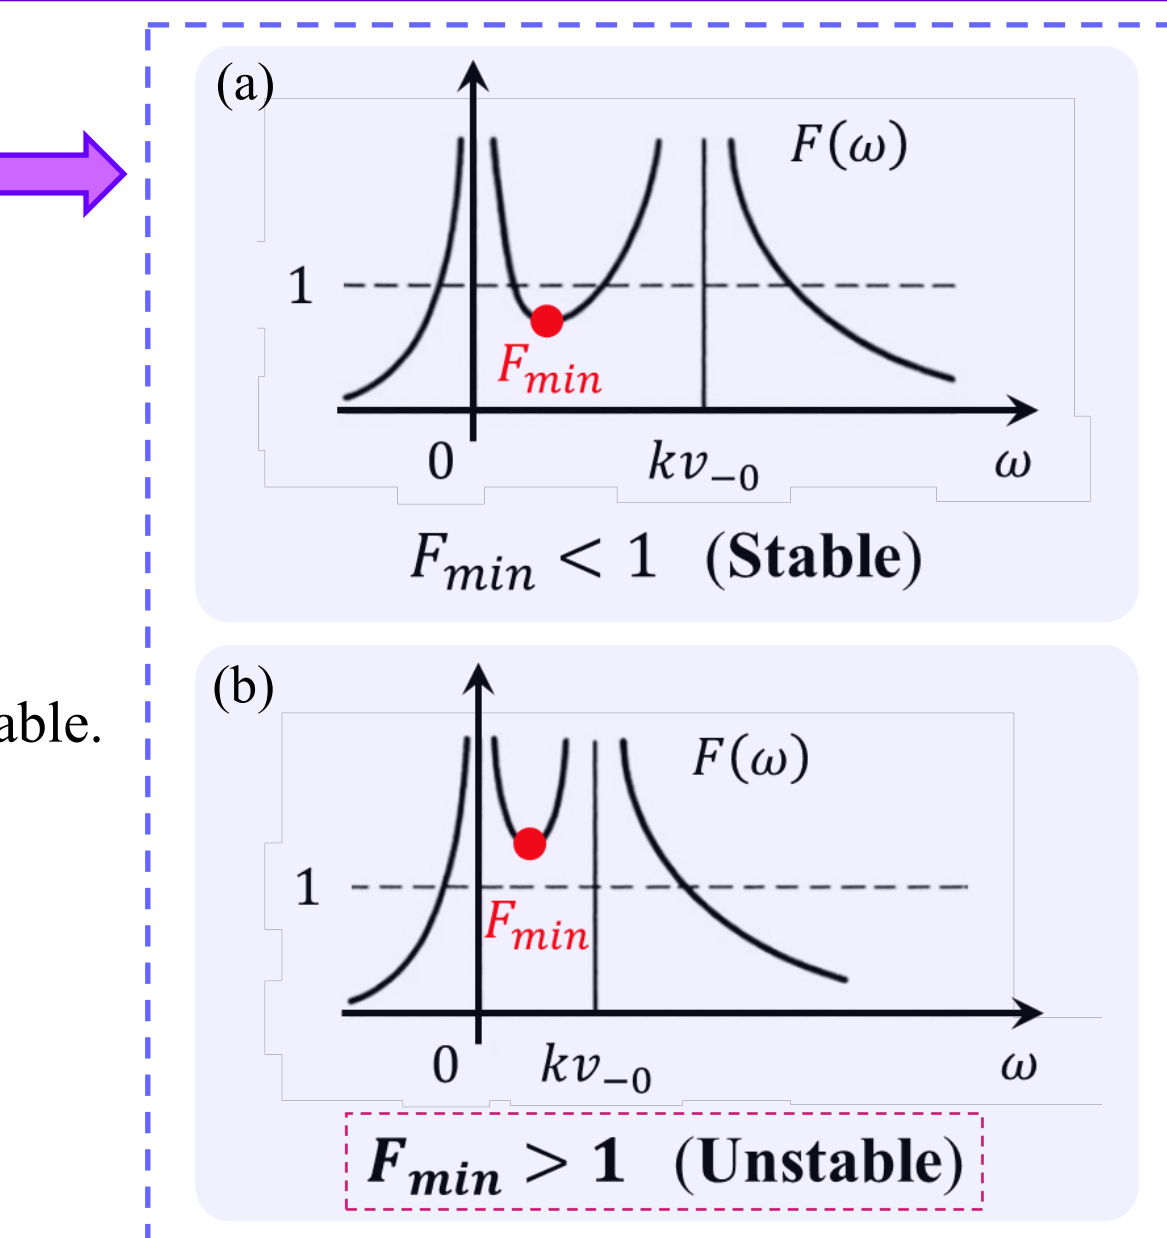 (a)
F(ω)
1
F_min
0 kv_−0 ω
F_min < 1 (Stable)
able.
(b)
F(ω)
1
F_min
0 kv_−0 ω
F_min > 1 (Unstable)